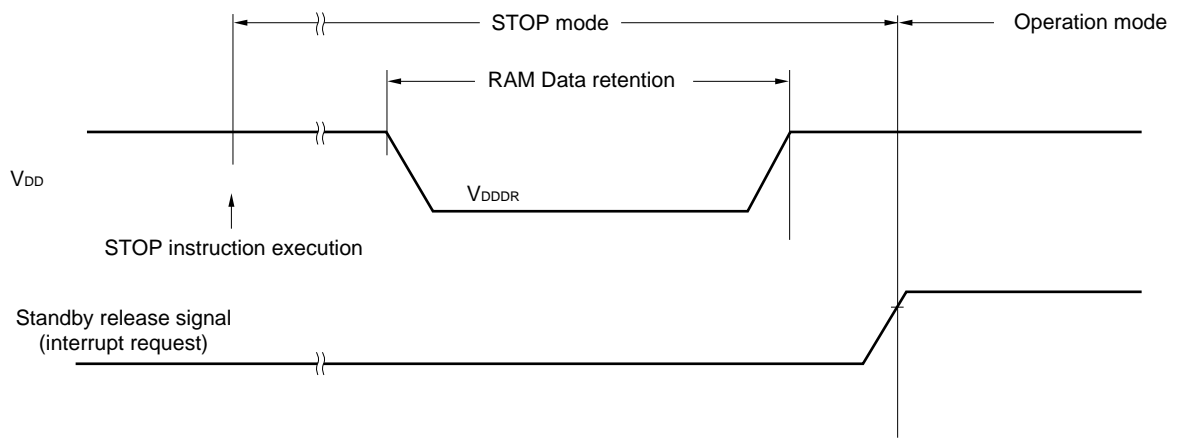 STOP mode
Operation mode
RAM Data retention
VDD
VDDDR
STOP instruction execution
Standby release signal
(interrupt request)